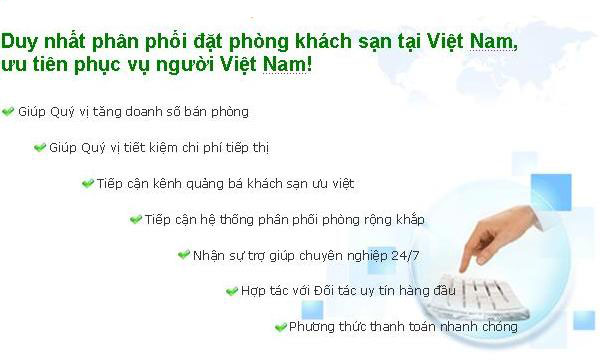 Duy nhất phân phối đặt phòng khách sạn tại Việt Nam,
ưu tiên phục vụ người Việt Nam!
Giúp Quý vị tăng doanh số bán phòng
Giúp Quý vị tiết kiệm chi phí tiếp thị
Tiếp cận kênh quảng bá khách sạn ưu việt
Tiếp cận hệ thống phân phối phòng rộng khắp
Nhận sự trợ giúp chuyên nghiệp 24/7
Hợp tác với Đối tác uy tín hàng đầu
Phương thức thanh toán nhanh chóng